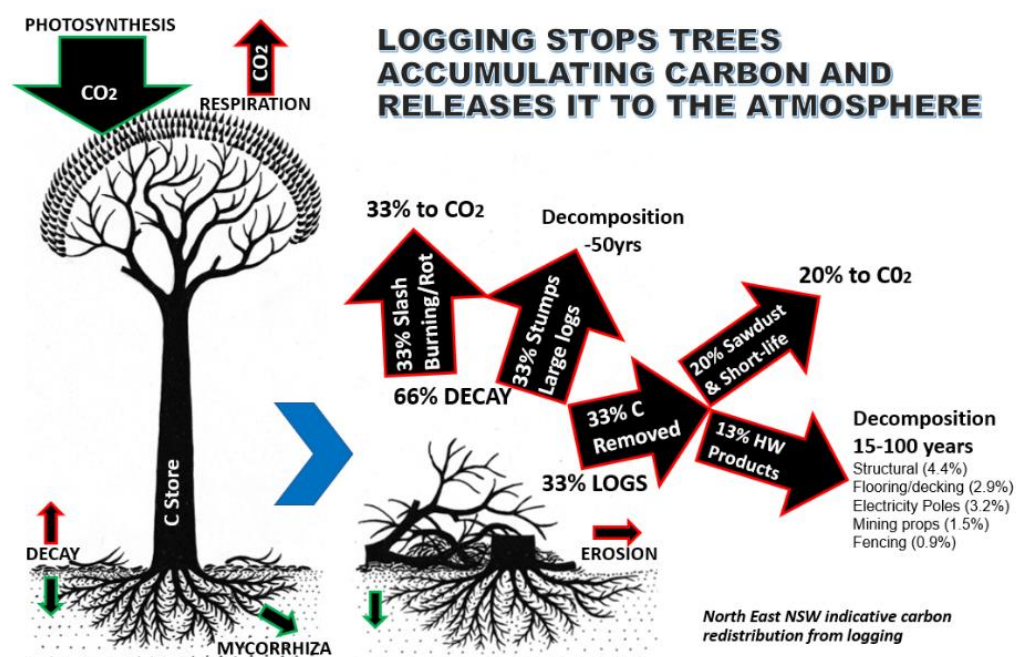 PHOTOSYNTHESIS
CO2
CO2
RESPIRATION
LOGGING STOPS TREES
ACCUMULATING CARBON AND
RELEASES IT TO THE ATMOSPHERE
33% to CO2
Decomposition
-50yrs
20% to C02
33% Slash
Burning/Rot
33% Stumps
Large logs
20% Sawdust
& Short-life
66% DECAY
33% C
Removed
13% HW
Products
33% LOGS
Decomposition
15-100 years
Structural (4.4%)
Flooring/decking (2.9%)
Electricity Poles (3.2%)
Mining props (1.5%)
Fencing (0.9%)
C Store
DECAY
EROSION
MYCORRHIZA
North East NSW indicative carbon
redistribution from logging